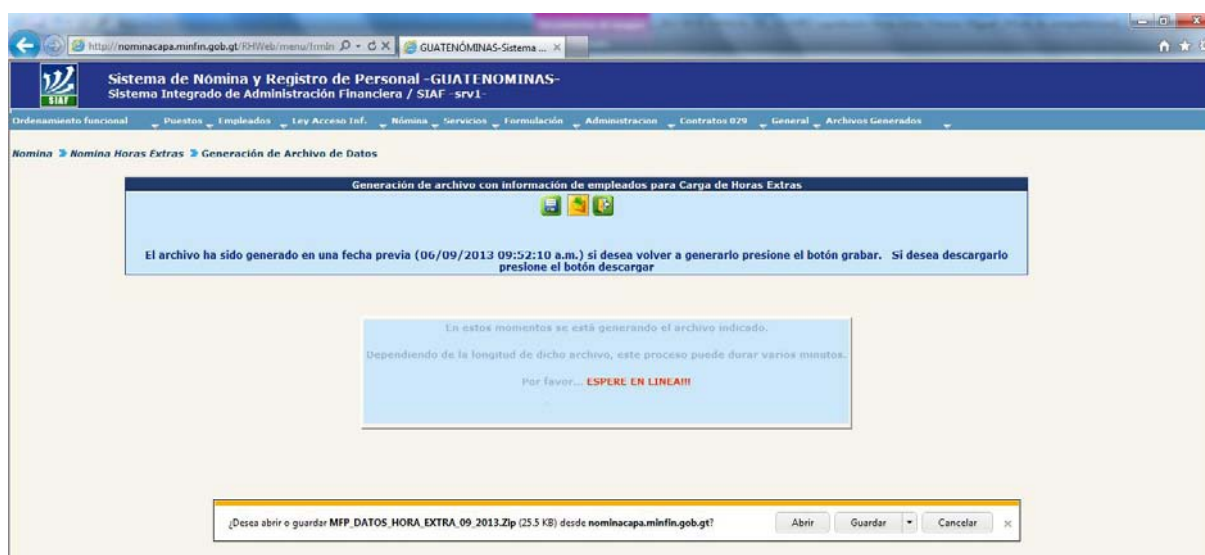 http://nominacapa.minfin.gob.gt/RHWeb/menu/frmIn
GUATENÓMINAS-Sistema ...
SIAF
Sistema de Nómina y Registro de Personal -GUATENOMINAS-
Sistema Integrado de Administración Financiera / SIAF -srv1-
Ordenamiento funcional Puestos Empleados Ley Acceso Inf. Nómina Servicios Formulación Administracion Contratos 029 General Archivos Generados
Nomina Nomina Horas Extras Generación de Archivo de Datos
Generación de archivo con información de empleados para Carga de Horas Extras
El archivo ha sido generado en una fecha previa (06/09/2013 09:52:10 a.m.) si desea volver a generarlo presione el botón grabar. Si desea descargarlo
presione el botón descargar
En estos momentos se está generando el archivo indicado.
Dependiendo de la longitud de dicho archivo, este proceso puede durar varios minutos.
Por favor... ESPERE EN LINEA!!!
¿Desea abrir o guardar MFP_DATOS_HORA_EXTRA_09_2013.Zip (25.5 KB) desde nominacapa.minfin.gob.gt? Abrir Guardar Cancelar